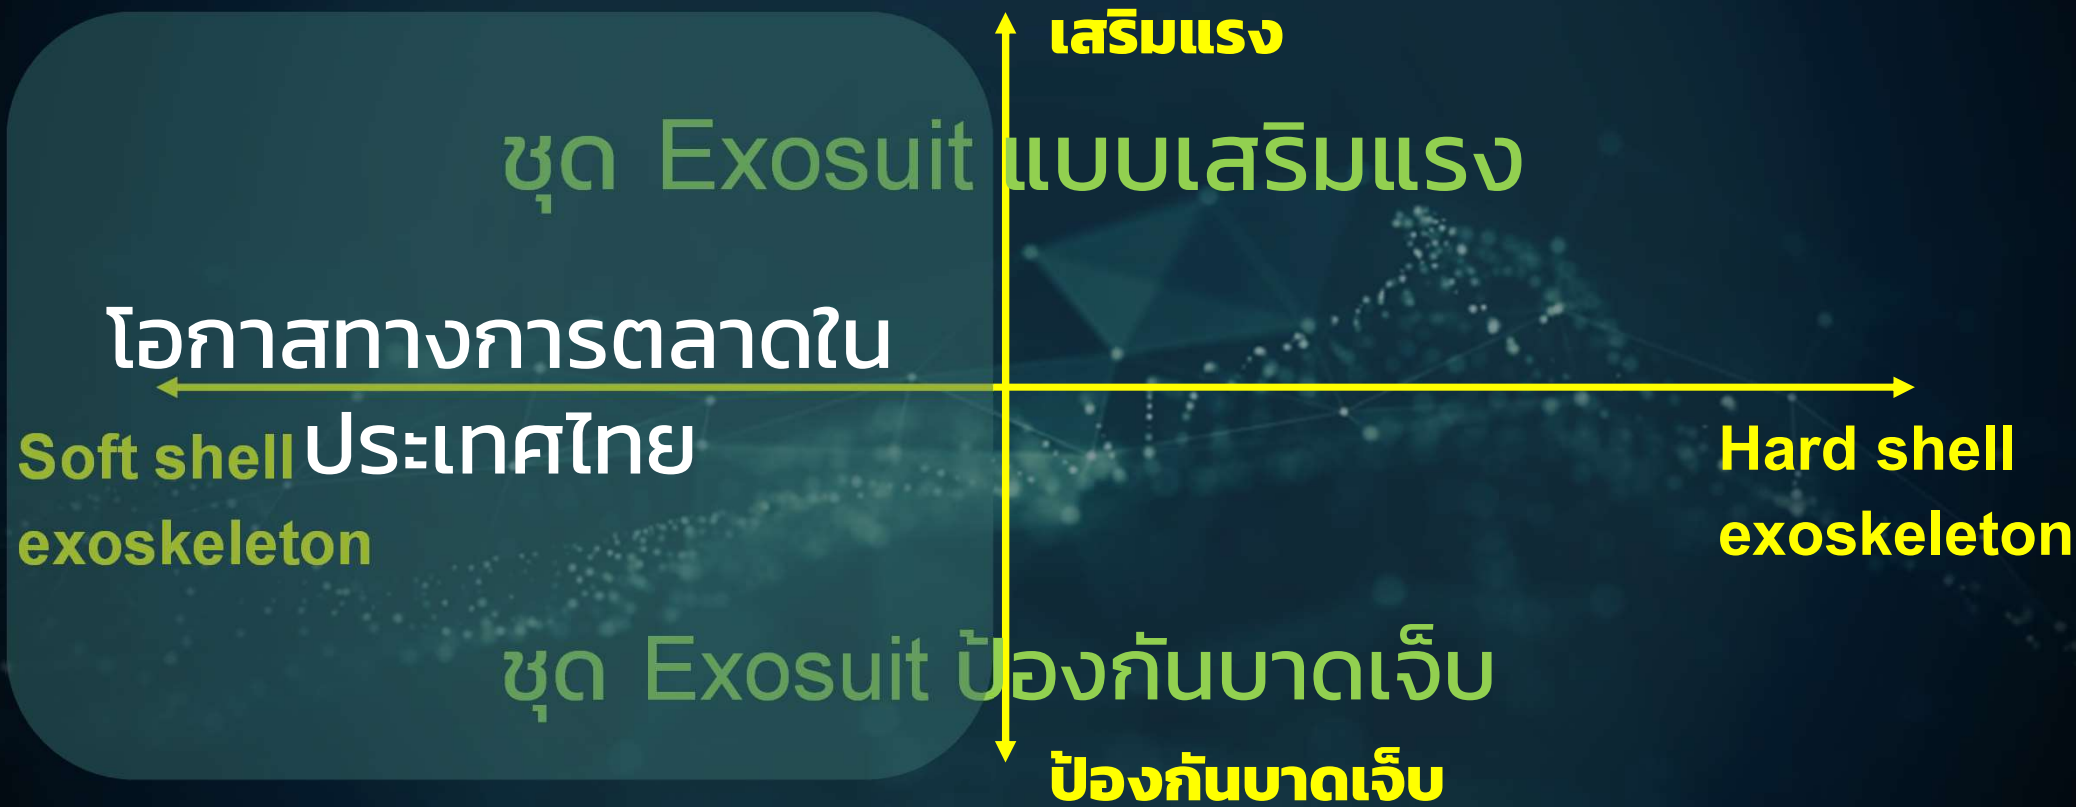 เสริมแรง
ชุด Exosuit แบบเสริมแรง
โอกาสทางการตลาดใน
ประเทศไทย
Soft shell
exoskeleton
Hard shell
exoskeleton
ชุด Exosuit ป้องกันบาดเจ็บ
ป้องกันบาดเจ็บ